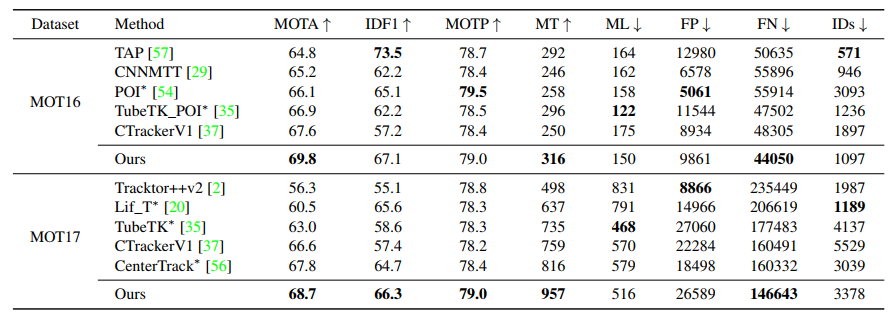 Dataset Method MOTA ↑ IDF1 ↑ MOTP ↑ MT ↑ ML ↓ FP ↓ FN ↓ IDs ↓
MOT16
TAP [57] 64.8 73.5 78.7 292 164 12980 50635 571
CNNMTT [29] 65.2 62.2 78.4 246 162 6578 55896 946
POI* [54] 66.1 65.1 79.5 258 158 5061 55914 3093
TubeTK_POI* [35] 66.9 62.2 78.5 296 122 11544 47502 1236
CTrackerV1 [37] 67.6 57.2 78.4 250 175 8934 48305 1897
Ours 69.8 67.1 79.0 316 150 9861 44050 1097
MOT17
Tracktor++v2 [2] 56.3 55.1 78.8 498 831 8866 235449 1987
Lif_T* [20] 60.5 65.6 78.3 637 791 14966 206619 1189
TubeTK* [35] 63.0 58.6 78.3 735 468 27060 177483 4137
CTrackerV1 [37] 66.6 57.4 78.2 759 570 22284 160491 5529
CenterTrack* [56] 67.8 64.7 78.4 816 579 18498 160332 3039
Ours 68.7 66.3 79.0 957 516 26589 146643 3378